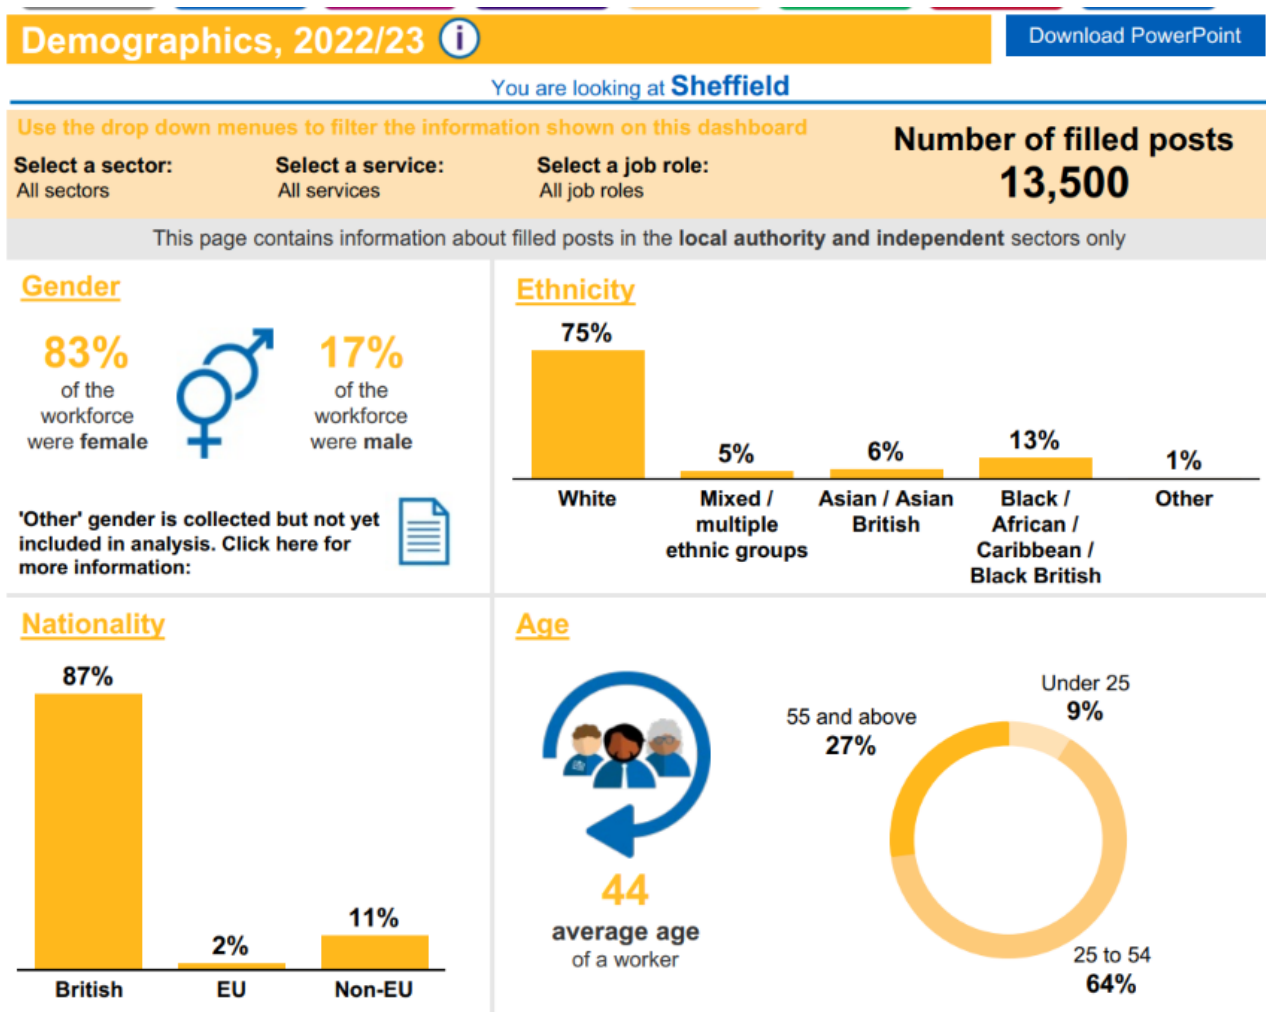 Demographics, 2022/23 i
Download PowerPoint
You are looking at Sheffield
Use the drop down menues to filter the information shown on this dashboard
Select a sector:
All sectors
Select a service:
All services
Select a job role:
All job roles
Number of filled posts
13,500
This page contains information about filled posts in the local authority and independent sectors only
Gender
83%
of the
workforce
were female
17%
of the
workforce
were male
'Other' gender is collected but not yet
included in analysis. Click here for
more information:
Ethnicity
75%
5%
6%
13%
1%
White
Mixed /
multiple
ethnic groups
Asian / Asian
British
Black /
African /
Caribbean /
Black British
Other
Nationality
87%
2%
11%
British
EU
Non-EU
Age
44
average age
of a worker
55 and above
27%
Under 25
9%
25 to 54
64%